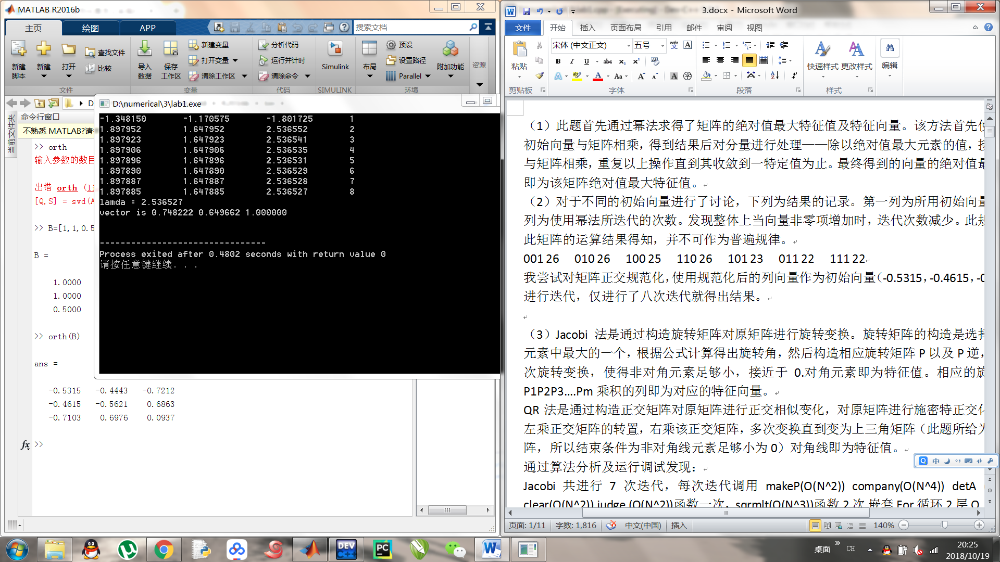 MATLAB R2016b
主页 绘图 APP
搜索文档
新建脚本 新建 打开 查找文件 比较
导入数据 保存工作区 新建变量 打开变量 清除工作区
分析代码 运行并计时 清除命令
Simulink 布局 预设 设置路径 Parallel 附加功能 资源
文件 变量 代码 SIMULINK 环境
D
当前文件夹
命令行窗口
不熟悉 MATLAB?请
>> orth
输入参数的数目
出错 orth (li
[Q,S] = svd(A
>> B=[1,1,0.5
B =
1.0000
1.0000
0.5000
>> orth(B)
ans =
-0.5315 -0.4443 -0.7212
-0.4615 -0.5621 0.6863
-0.7103 0.6976 0.0937
fx >>
D:\numerical\3\lab1.exe
-1.348150 -1.170575 -1.801725 1
1.897952 1.647952 2.536552 2
1.897923 1.647923 2.536541 3
1.897906 1.647906 2.536535 4
1.897896 1.647896 2.536531 5
1.897890 1.647890 2.536529 6
1.897887 1.647887 2.536528 7
1.897885 1.647885 2.536527 8
lamda = 2.536527
vector is 0.748222 0.649662 1.000000
--------------------------------
Process exited after 0.4802 seconds with return value 0
请按任意键继续. . .
3.docx - Microsoft Word
文件 开始 插入 页面布局 引用 邮件 审阅 视图
粘贴 宋体 (中文正文) 五号
快速样式 更改样式 编辑
剪贴板 字体 段落 样式
（1）此题首先通过幂法求得了矩阵的绝对值最大特征值及特征向量。该方法首先使
初始向量与矩阵相乘，得到结果后对分量进行处理——除以绝对值最大元素的值，接
与矩阵相乘，重复以上操作直到其收敛到一特定值为止。最终得到的向量的绝对值最
即为该矩阵绝对值最大特征值。
（2）对于不同的初始向量进行了讨论，下列为结果的记录。第一列为所用初始向量
列为使用幂法所迭代的次数。发现整体上当向量非零项增加时，迭代次数减少。此规
此矩阵的运算结果得知，并不可作为普遍规律。
001 26 010 26 100 25 110 26 101 23 011 22 111 22
我尝试对矩阵正交规范化，使用规范化后的列向量作为初始向量（-0.5315，-0.4615，-0
进行迭代，仅进行了八次迭代就得出结果。
（3）Jacobi 法是通过构造旋转矩阵对原矩阵进行旋转变换。旋转矩阵的构造是选择
元素中最大的一个，根据公式计算得出旋转角，然后构造相应旋转矩阵 P 以及 P 逆，
次旋转变换，使得非对角元素足够小，接近于 0.对角元素即为特征值。相应的旋
P1P2P3....Pm 乘积的列即为对应的特征向量。
QR 法是通过构造正交矩阵对原矩阵进行正交相似变化，对原矩阵进行施密特正交化
左乘正交矩阵的转置，右乘该正交矩阵，多次变换直到变为上三角矩阵（此题所给为
阵，所以结束条件为非对角线元素足够小为 0）对角线即为特征值。
通过算法分析及运行调试发现：
Jacobi 共进行 7 次迭代，每次迭代调用 makeP(O(N^2)) company(O(N^4)) detA
clear(O(N^2)) judge (O(N^2))函数一次，sqrmlt(O(N^3))函数 2 次 嵌套 For 循环 2 层 O
中
页面: 1/11 字数: 1,816 中文(中国) 插入 140%
桌面 CH 20:25
2018/10/19